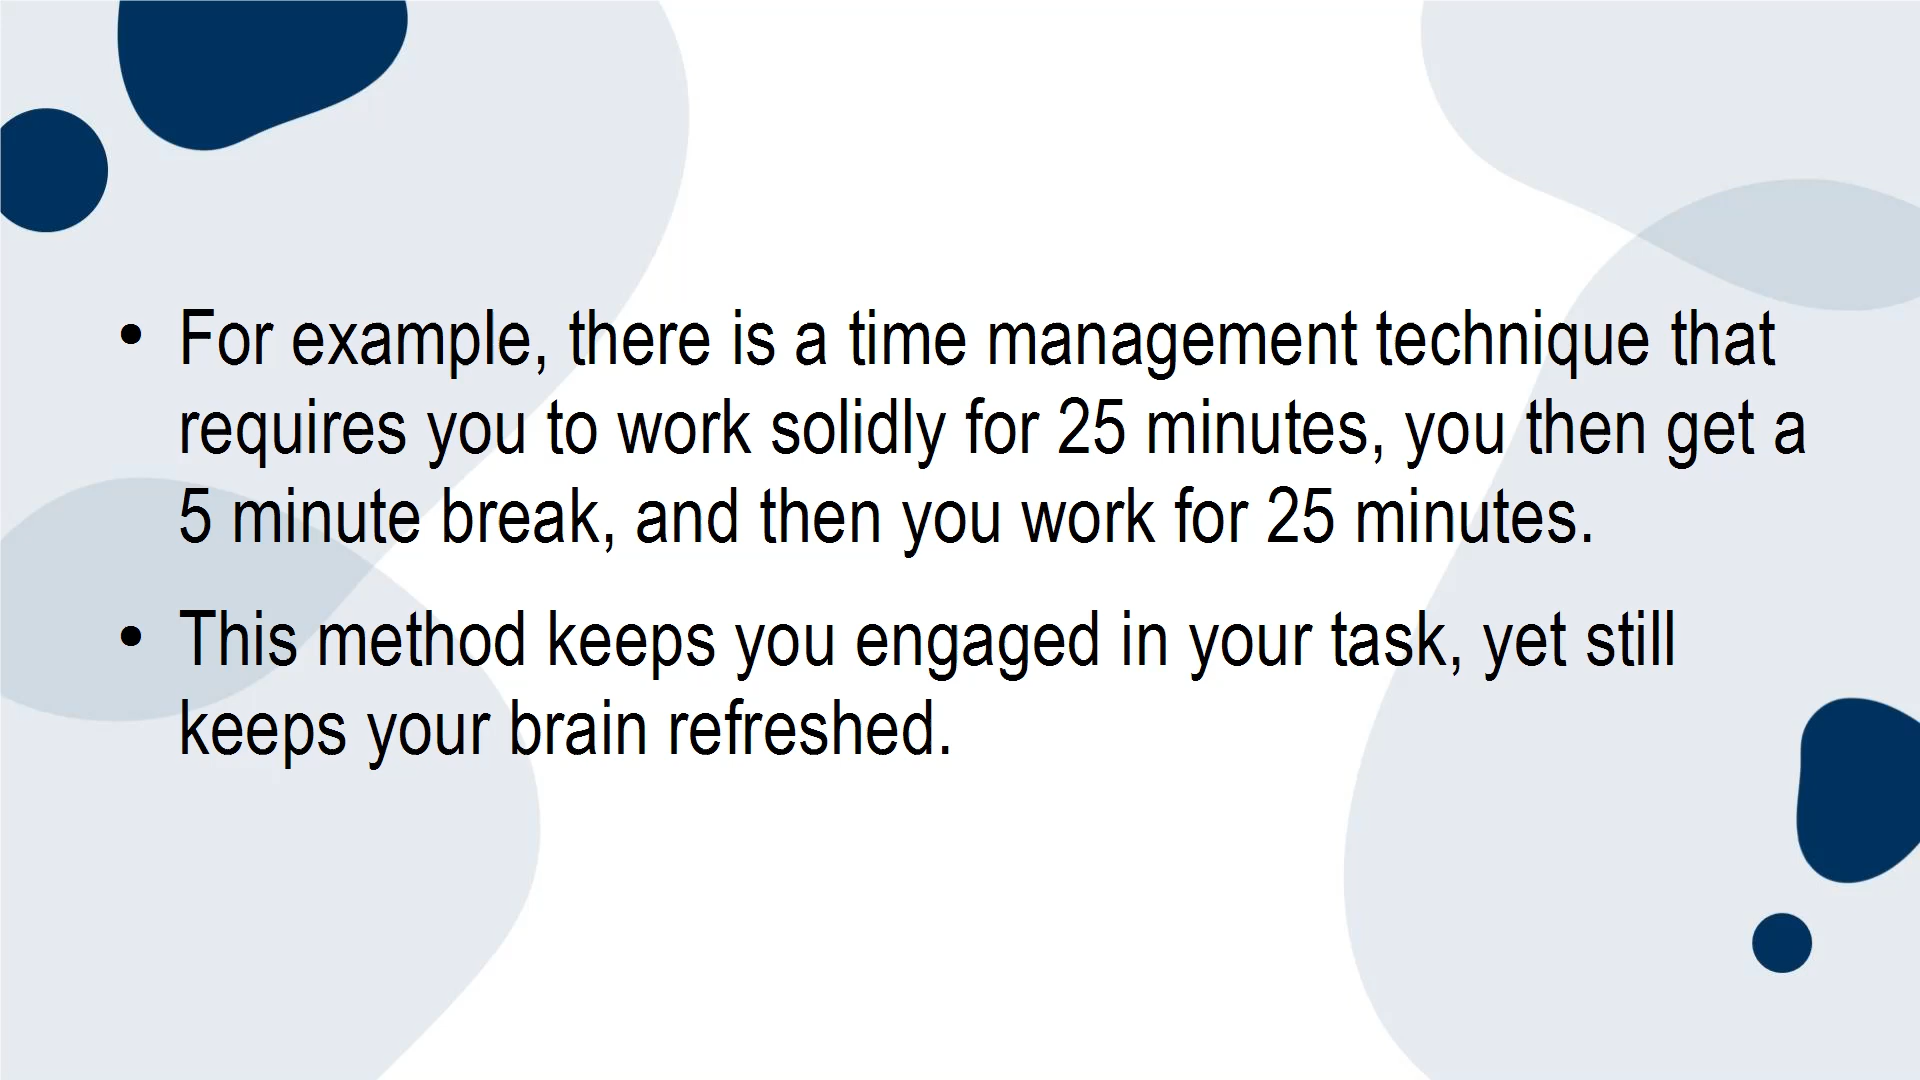 • For example, there is a time management technique that
requires you to work solidly for 25 minutes, you then get a
5 minute break, and then you work for 25 minutes.
• This method keeps you engaged in your task, yet still
keeps your brain refreshed.